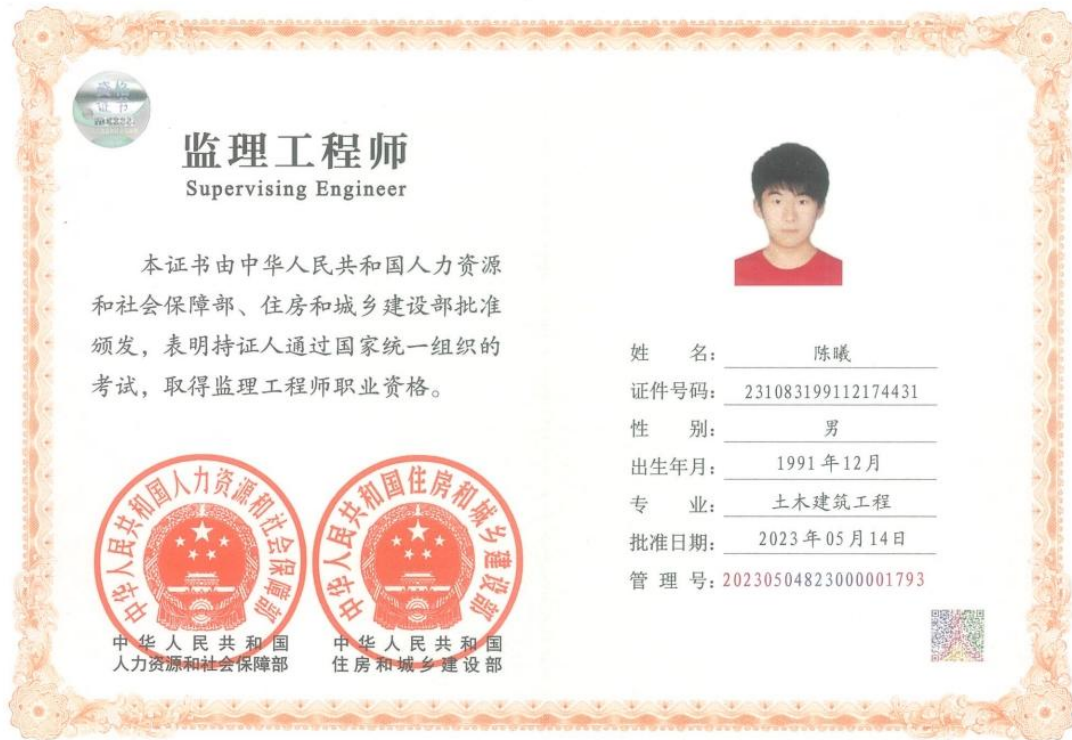 资格
证书
监理工程师
Supervising Engineer
本证书由中华人民共和国人力资源
和社会保障部、住房和城乡建设部批准
颁发，表明持证人通过国家统一组织的
考试，取得监理工程师职业资格。
中华人民共和国人力资源和社会保障部
中华人民共和国
人力资源和社会保障部
中华人民共和国住房和城乡建设部
中华人民共和国
住房和城乡建设部
姓 名： 陈曦
证件号码： 231083199112174431
性 别： 男
出生年月： 1991年12月
专 业： 土木建筑工程
批准日期： 2023年05月14日
管 理 号：20230504823000001793